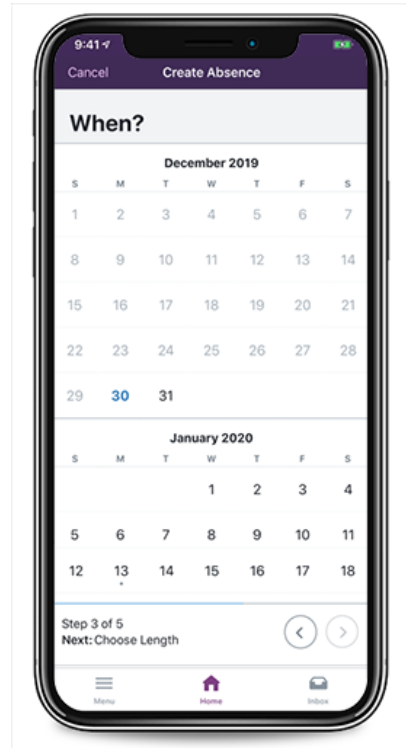 9:41
Cancel Create Absence
When?
December 2019
S M T W T F S
1 2 3 4 5 6 7
8 9 10 11 12 13 14
15 16 17 18 19 20 21
22 23 24 25 26 27 28
29 30 31
January 2020
S M T W T F S
1 2 3 4
5 6 7 8 9 10 11
12 13 14 15 16 17 18
Step 3 of 5
Next: Choose Length
Menu Home Inbox